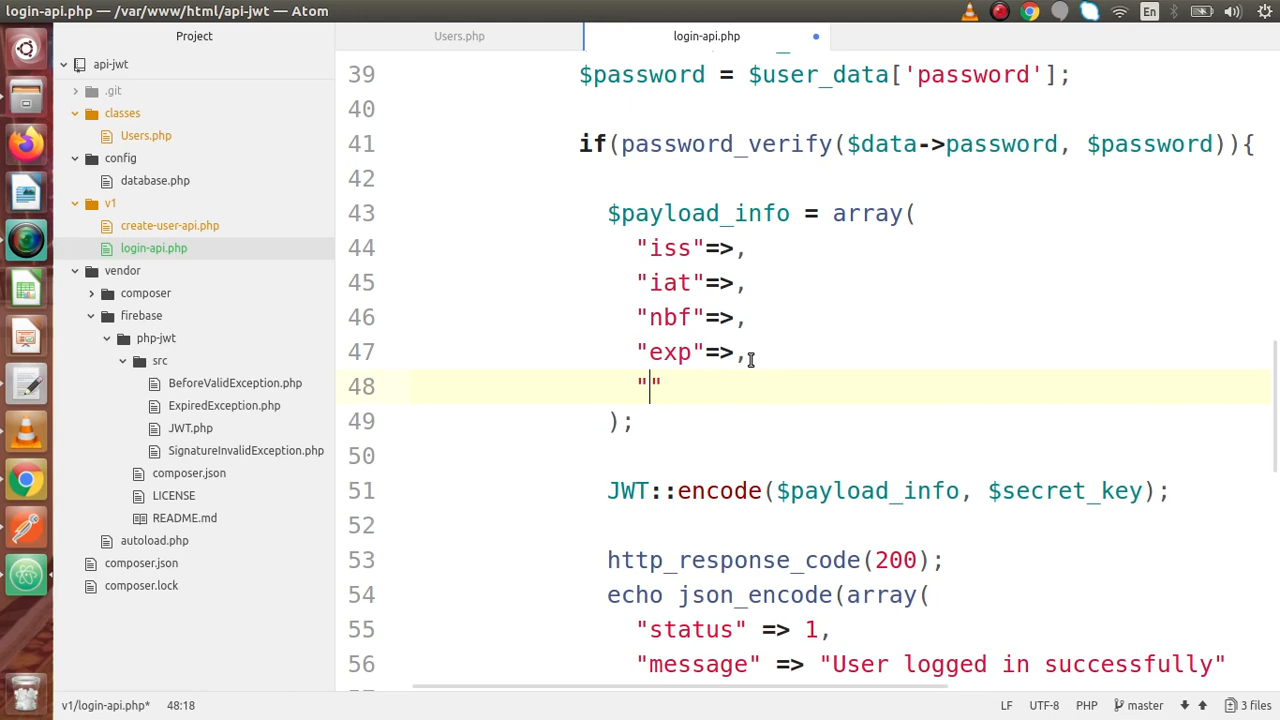 login-api.php — /var/www/html/api-jwt — Atom
En
Project
Users.php
login-api.php
api-jwt
.git
classes
Users.php
config
database.php
v1
create-user-api.php
login-api.php
vendor
composer
firebase
php-jwt
src
BeforeValidException.php
ExpiredException.php
JWT.php
SignatureInvalidException.php
composer.json
LICENSE
README.md
autoload.php
composer.json
composer.lock
39 $password = $user_data['password'];
40
41 if(password_verify($data->password, $password)){
42
43 $payload_info = array(
44 "iss"=>,
45 "iat"=>,
46 "nbf"=>,
47 "exp"=>,
48 ""
49 );
50
51 JWT::encode($payload_info, $secret_key);
52
53 http_response_code(200);
54 echo json_encode(array(
55 "status" => 1,
56 "message" => "User logged in successfully"
v1/login-api.php* 48:18 LF UTF-8 PHP master 3 files